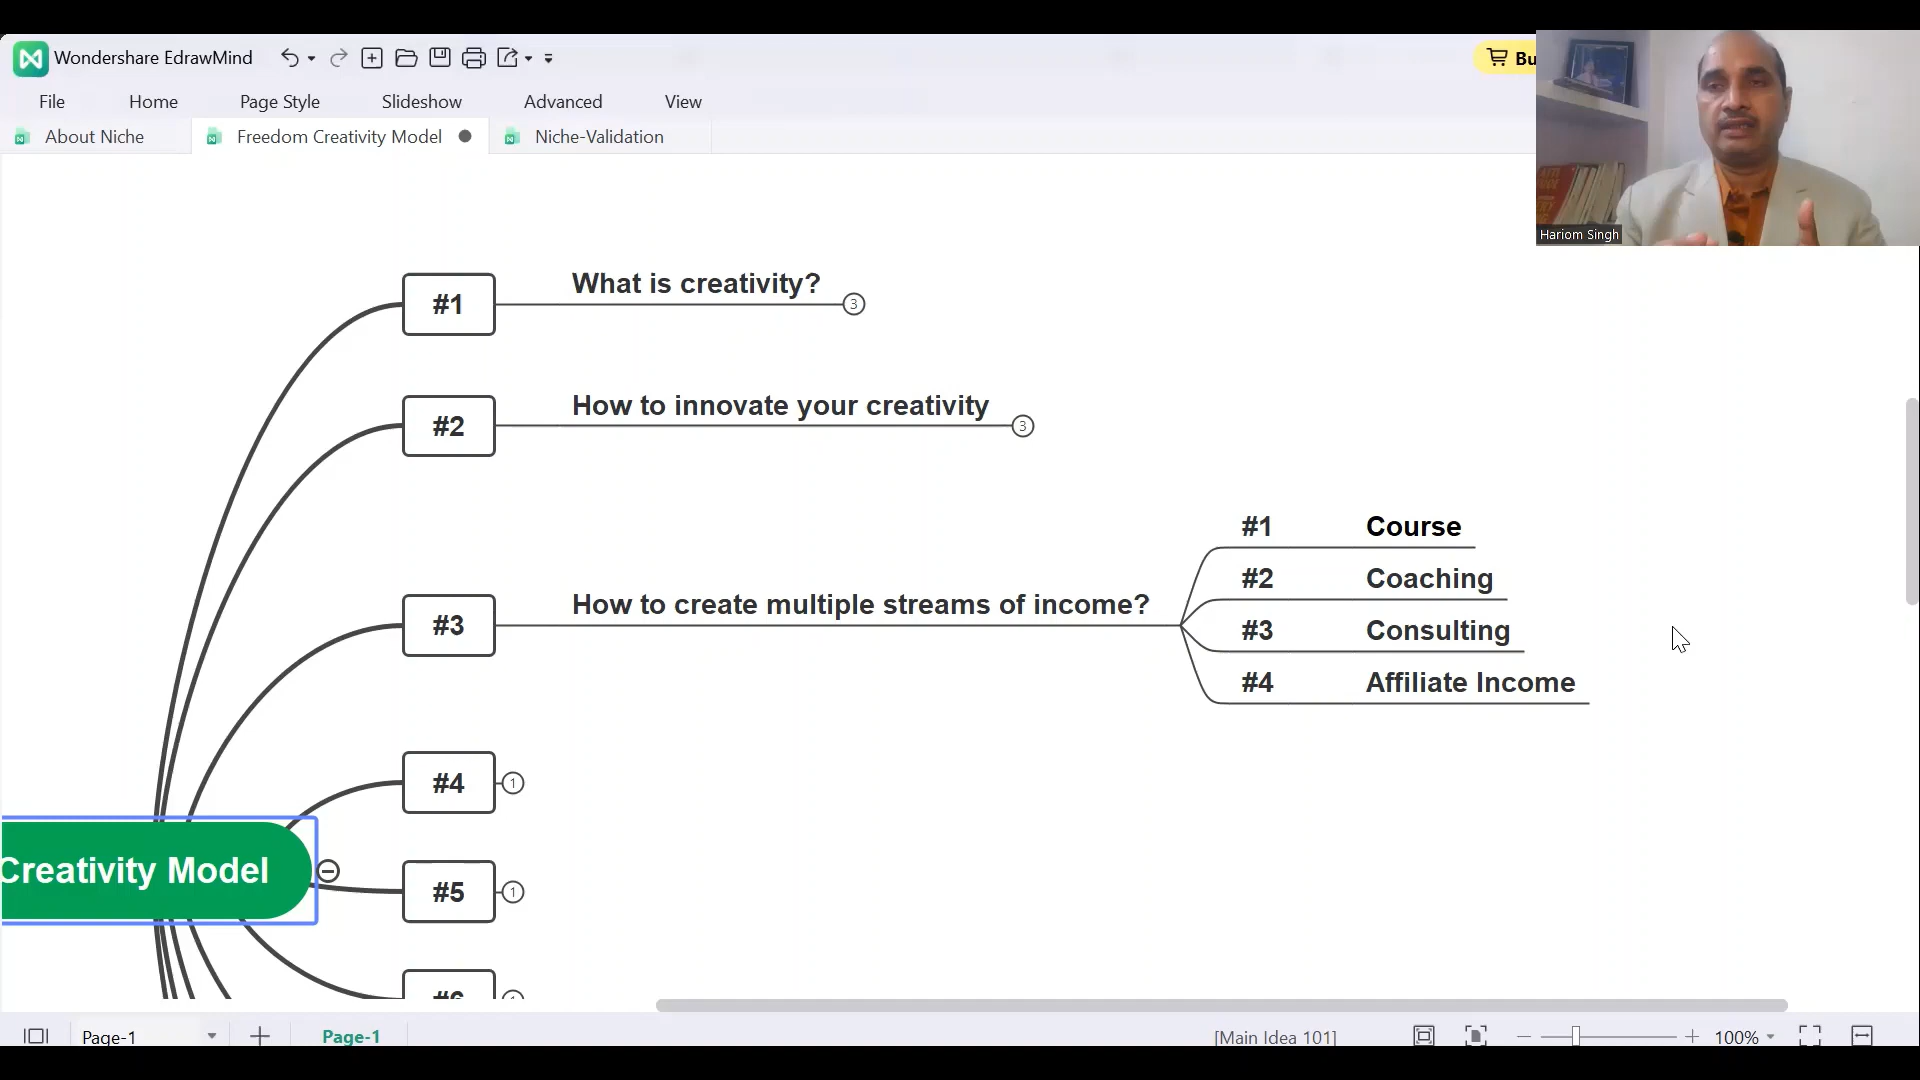 Wondershare EdrawMind
Bu
File Home Page Style Slideshow Advanced View
About Niche Freedom Creativity Model Niche-Validation
Hariom Singh
#1 What is creativity? 3
#2 How to innovate your creativity 3
#3 How to create multiple streams of income?
#1 Course
#2 Coaching
#3 Consulting
#4 Affiliate Income
#4 1
#5 1
Creativity Model
#6
Page-1 Page-1 [Main Idea 101] 100%